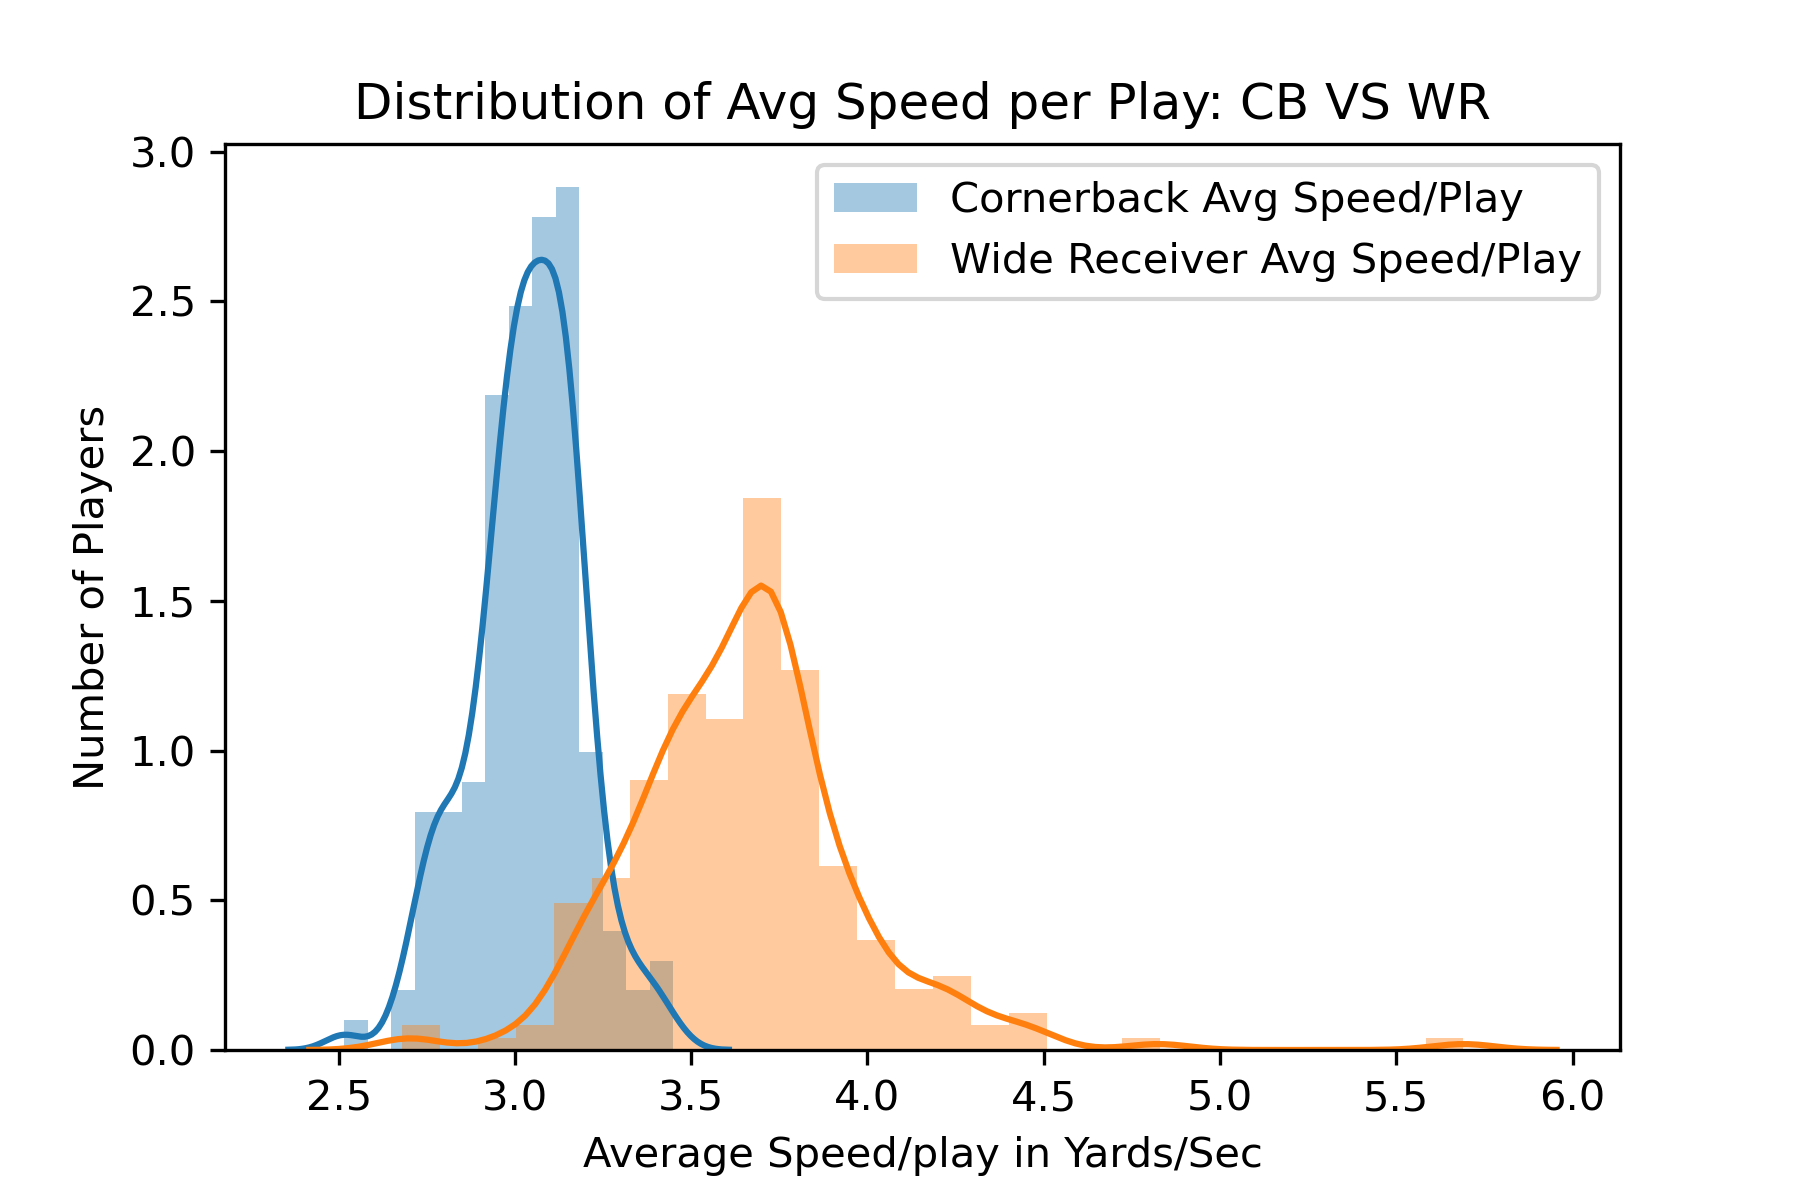 Distribution of Avg Speed per Play: CB VS WR
Cornerback Avg Speed/Play
Wide Receiver Avg Speed/Play
Number of Players
3.0
2.5
2.0
1.5
1.0
0.5
0.0
2.5 3.0 3.5 4.0 4.5 5.0 5.5 6.0
Average Speed/play in Yards/Sec